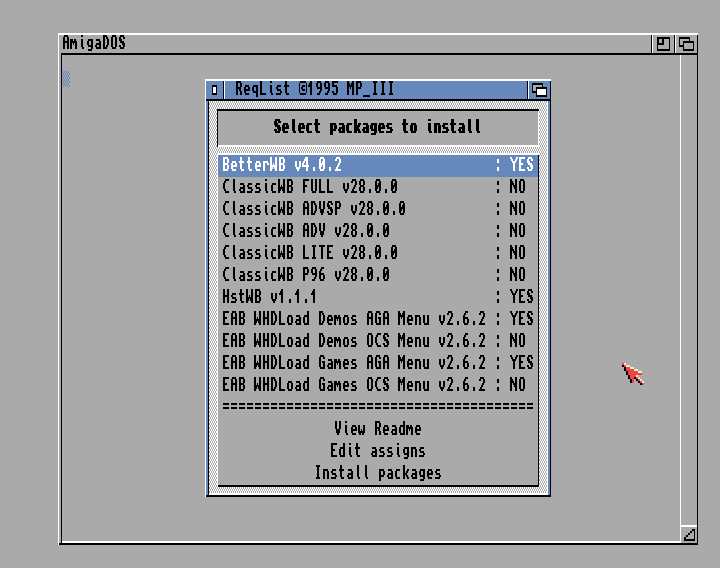 AmigaDOS
ReqList ©1995 MP_III
Select packages to install
BetterWB v4.0.2 : YES
ClassicWB FULL v28.0.0 : NO
ClassicWB ADVSP v28.0.0 : NO
ClassicWB ADV v28.0.0 : NO
ClassicWB LITE v28.0.0 : NO
ClassicWB P96 v28.0.0 : NO
HstWB v1.1.1 : YES
EAB WHDLoad Demos AGA Menu v2.6.2 : YES
EAB WHDLoad Demos OCS Menu v2.6.2 : NO
EAB WHDLoad Games AGA Menu v2.6.2 : YES
EAB WHDLoad Games OCS Menu v2.6.2 : NO
=======================================
View Readme
Edit assigns
Install packages